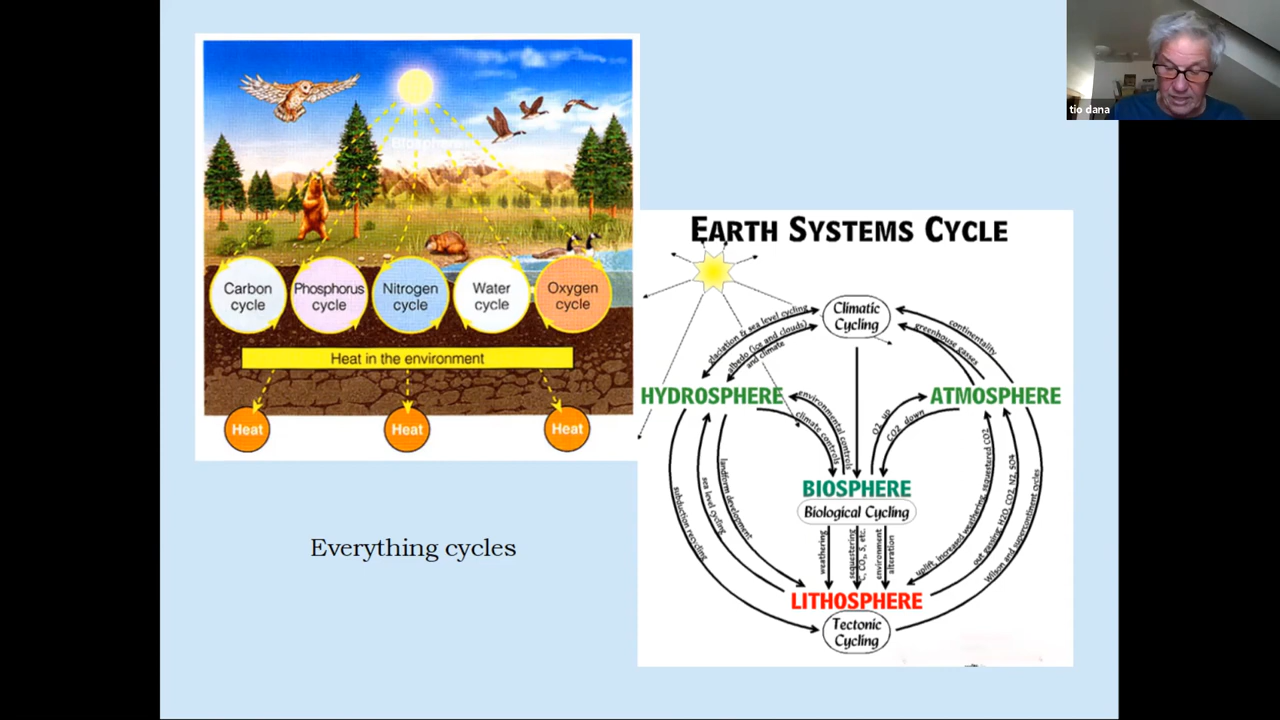 tio dana
Biosphere
Carbon
cycle
Phosphorus
cycle
Nitrogen
cycle
Water
cycle
Oxygen
cycle
Heat in the environment
Heat
Heat
Heat
Everything cycles
EARTH SYSTEMS CYCLE
Climatic
Cycling
glaciation & sea level cycling
albedo (ice and clouds)
and climate
continentality
greenhouse gasses
HYDROSPHERE
ATMOSPHERE
environmental controls
climate controls
O2 up
CO2 down
BIOSPHERE
Biological Cycling
subduction recycling
sea level cycling
landform development
weathering
sequestering
C, CO2, S, etc.
environment
alteration
uplift, increased weathering, sequestered CO2
out gassing: H2O, CO2, N2, SO4
Wilson and supercontinent cycles
LITHOSPHERE
Tectonic
Cycling